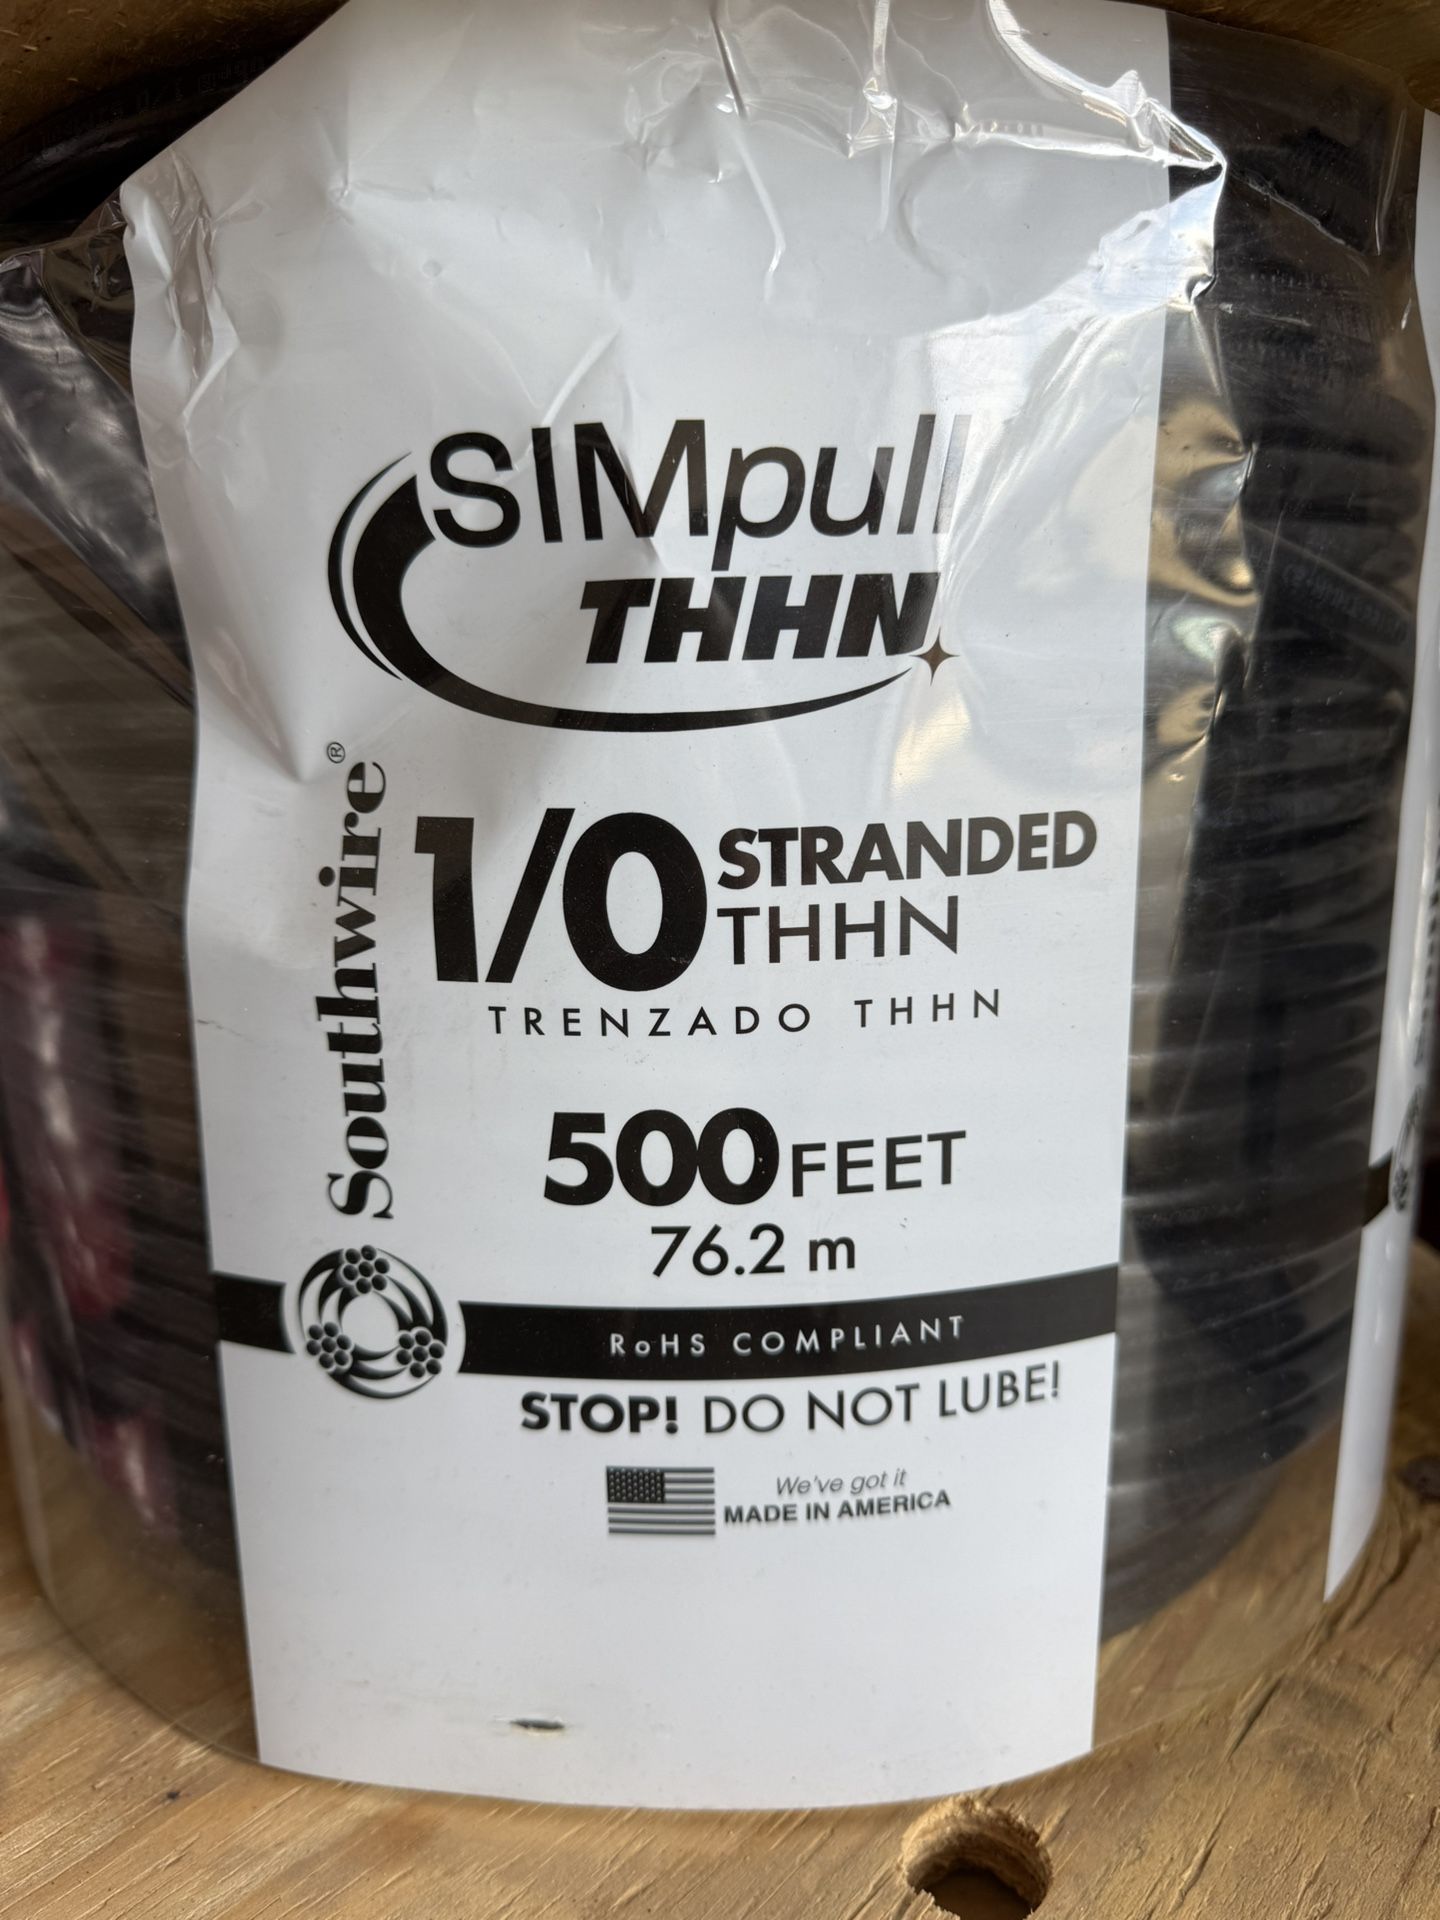 SIMpull
THHN
Southwire®
1/0 STRANDED
THHN
TRENZADO THHN
500 FEET
76.2 m
RoHS COMPLIANT
STOP! DO NOT LUBE!
We've got it
MADE IN AMERICA